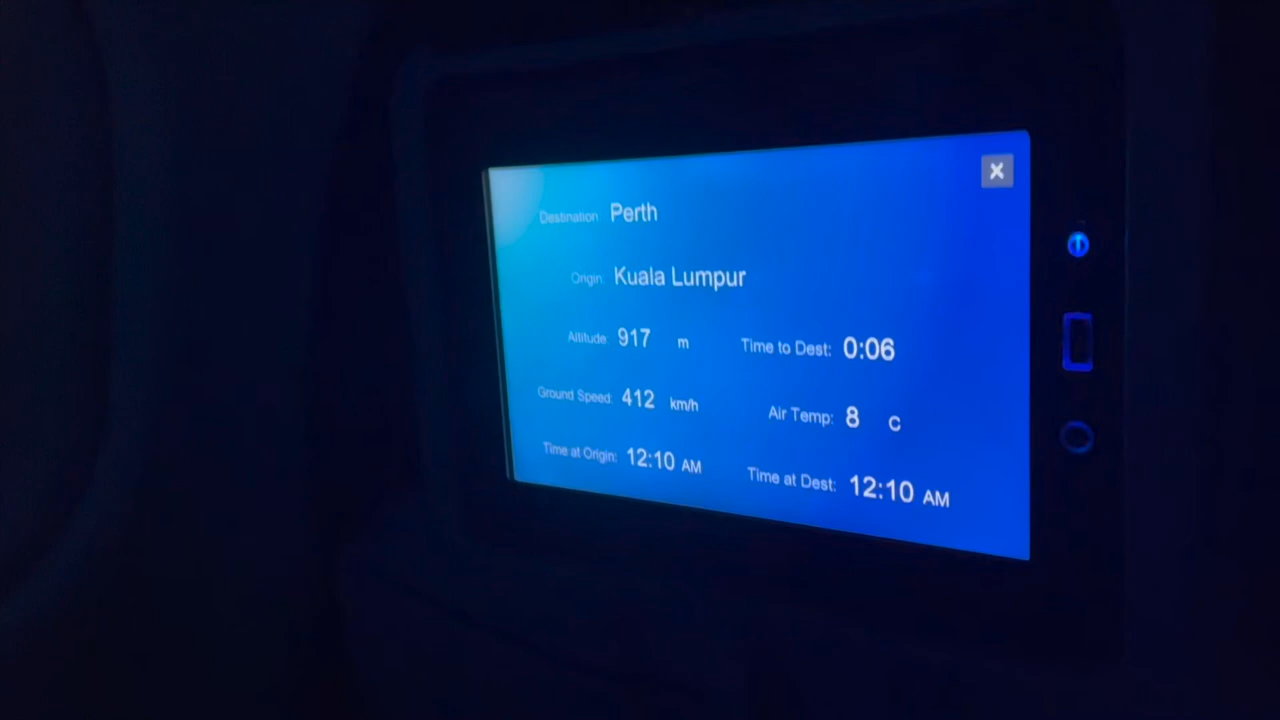 X
Destination Perth
Origin: Kuala Lumpur
Altitude: 917 m Time to Dest: 0:06
Ground Speed: 412 km/h Air Temp: 8 C
Time at Origin: 12:10 AM Time at Dest: 12:10 AM